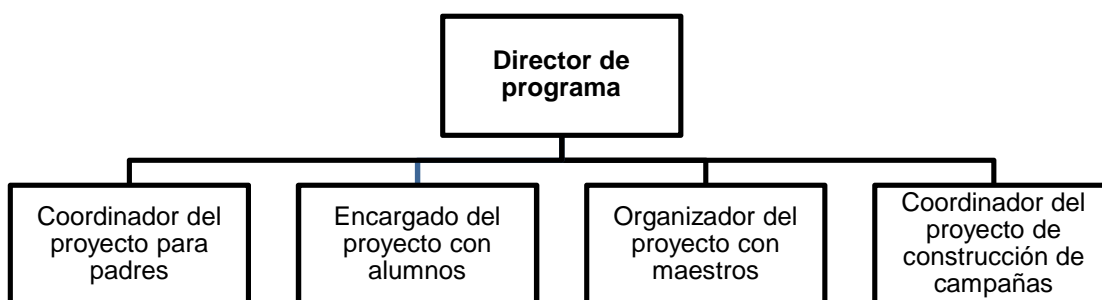 Director de
programa
Coordinador del
proyecto para
padres
Encargado del
proyecto con
alumnos
Organizador del
proyecto con
maestros
Coordinador del
proyecto de
construcción de
campañas